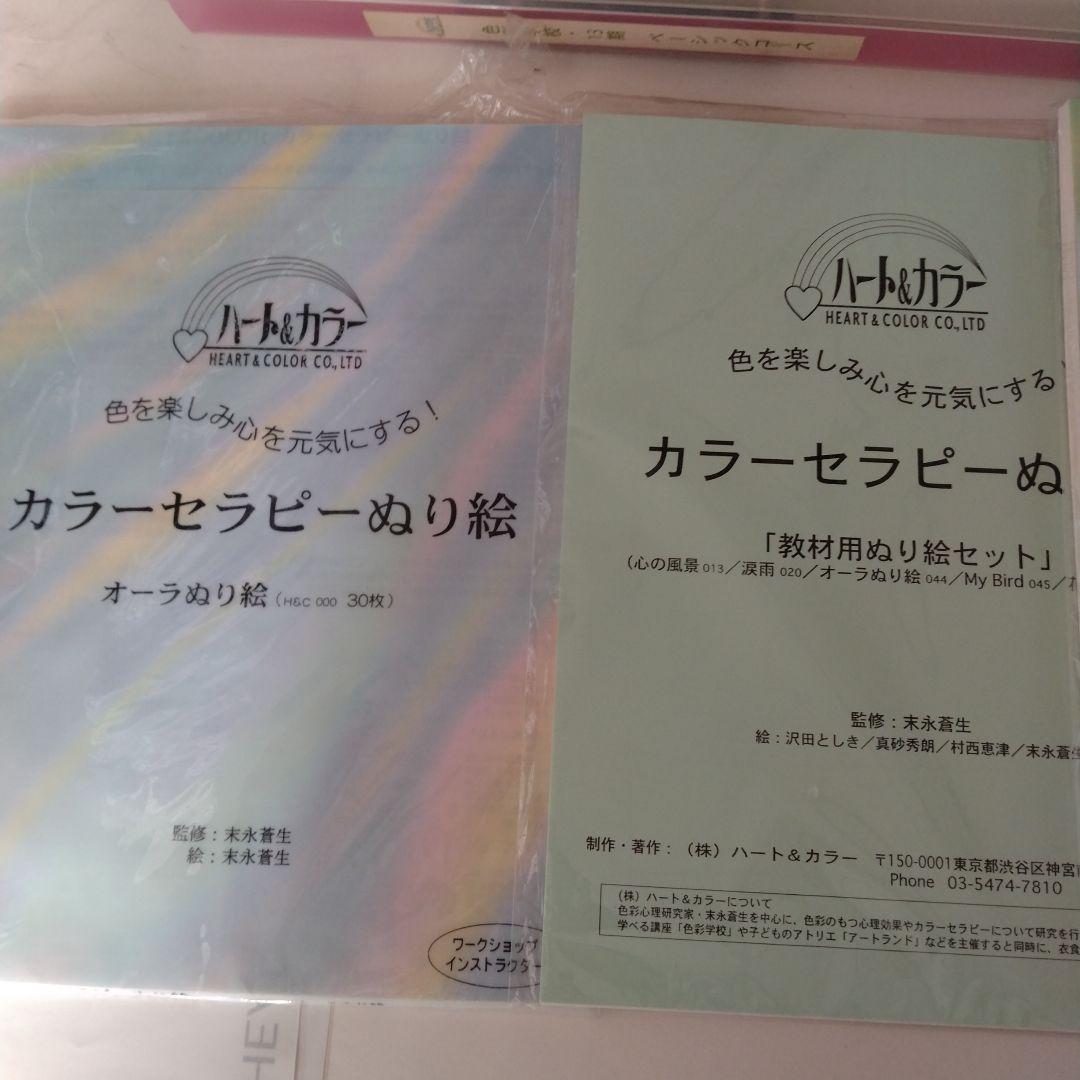 ベーシックコース
ハート&カラー
HEART & COLOR CO., LTD
色を楽しみ心を元気にする!
カラーセラピーぬり絵
オーラぬり絵 (H&C 000 30枚)
監修:末永蒼生
絵:末永蒼生
ワークショップ
インストラクター
ハート&カラー
HEART & COLOR CO., LTD
色を楽しみ心を元気にする
カラーセラピーぬ
「教材用ぬり絵セット」
(心の風景 013/涙雨 020/オーラぬり絵 044/My Bird 045/
監修:末永蒼生
絵:沢田としき/真砂秀朗/村西恵津/末永蒼生
制作・著作:(株)ハート&カラー 〒150-0001東京都渋谷区神宮
Phone 03-5474-7810
(株)ハート&カラーについて
色彩心理研究家・末永蒼生を中心に、色彩のもつ心理効果やカラーセラピーについて研究を行
学べる講座「色彩学校」や子どものアトリエ「アートランド」などを主催すると同時に、衣食